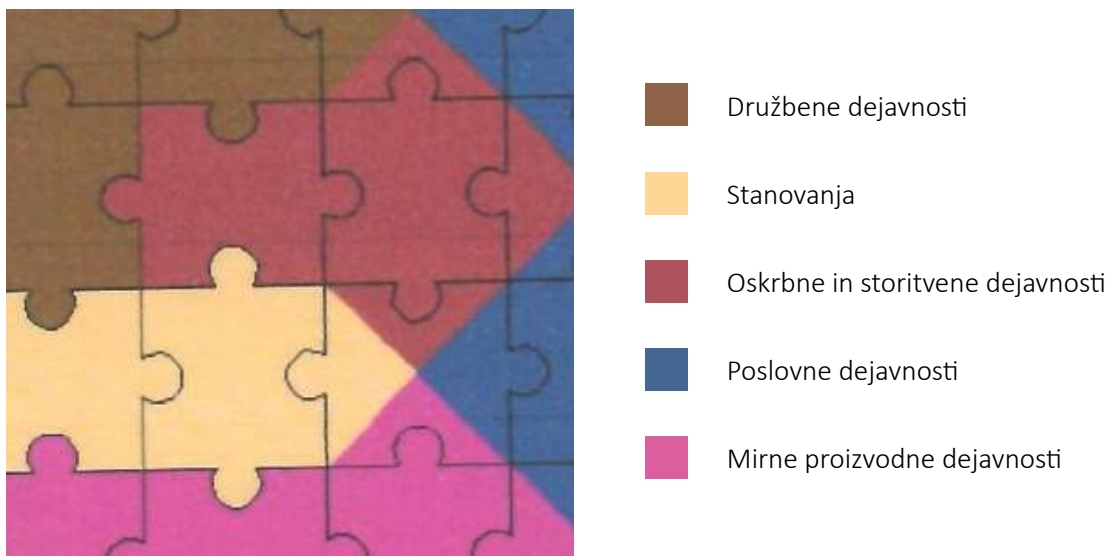 Družbene dejavnosti
Stanovanja
Oskrbne in storitvene dejavnosti
Poslovne dejavnosti
Mirne proizvodne dejavnosti